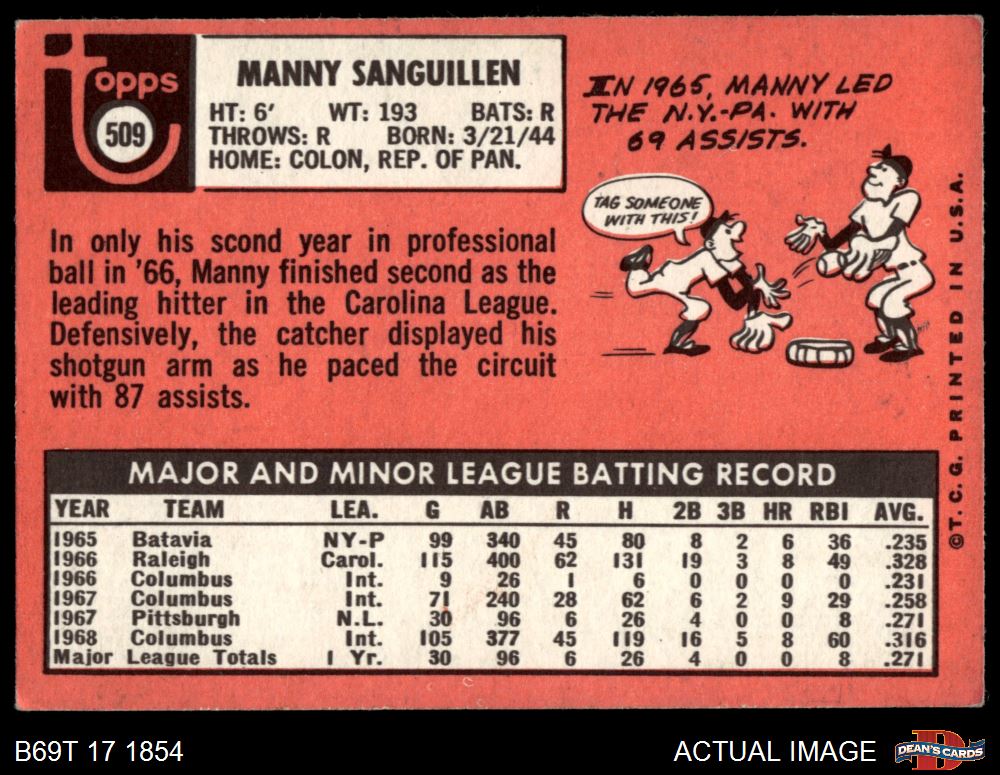 Topps
509
MANNY SANGUILLEN
HT: 6' WT: 193 BATS: R
THROWS: R BORN: 3/21/44
HOME: COLON, REP. OF PAN.
IN 1965, MANNY LED
THE N.Y.-PA. WITH
69 ASSISTS.
TAG SOMEONE
WITH THIS!
In only his scond year in professional
ball in '66, Manny finished second as the
leading hitter in the Carolina League.
Defensively, the catcher displayed his
shotgun arm as he paced the circuit
with 87 assists.
MAJOR AND MINOR LEAGUE BATTING RECORD
YEAR TEAM LEA. G AB R H 2B 3B HR RBI AVG.
1965 Batavia NY-P 99 340 45 80 8 2 6 36 .235
1966 Raleigh Carol. 115 400 62 131 19 3 8 49 .328
1966 Columbus Int. 9 26 1 6 0 0 0 0 .231
1967 Columbus Int. 71 240 28 62 6 2 9 29 .258
1967 Pittsburgh N.L. 30 96 6 26 4 0 0 8 .271
1968 Columbus Int. 105 377 45 119 16 5 8 60 .316
Major League Totals 1 Yr. 30 96 6 26 4 0 0 8 .271
©T. C. G. PRINTED IN U.S.A.
B69T 17 1854
ACTUAL IMAGE
DEAN'S CARDS